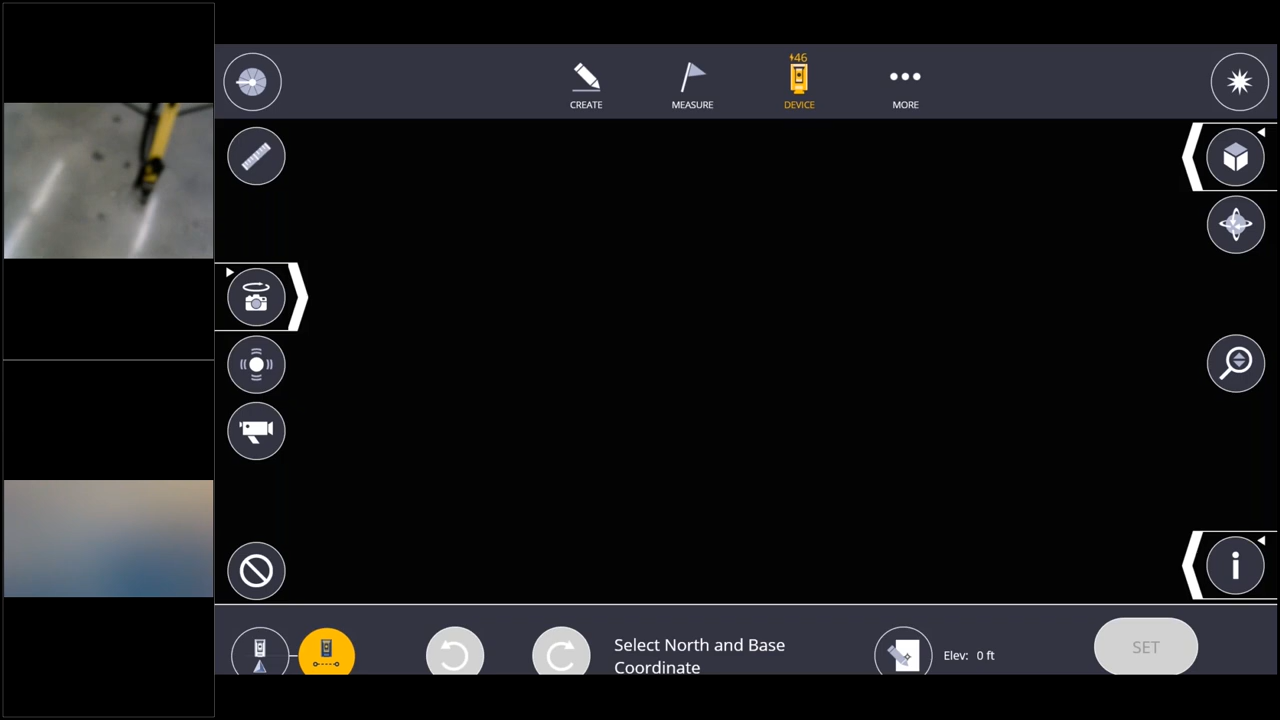 46
CREATE
MEASURE
DEVICE
MORE
Select North and Base
Coordinate
Elev: 0 ft
SET